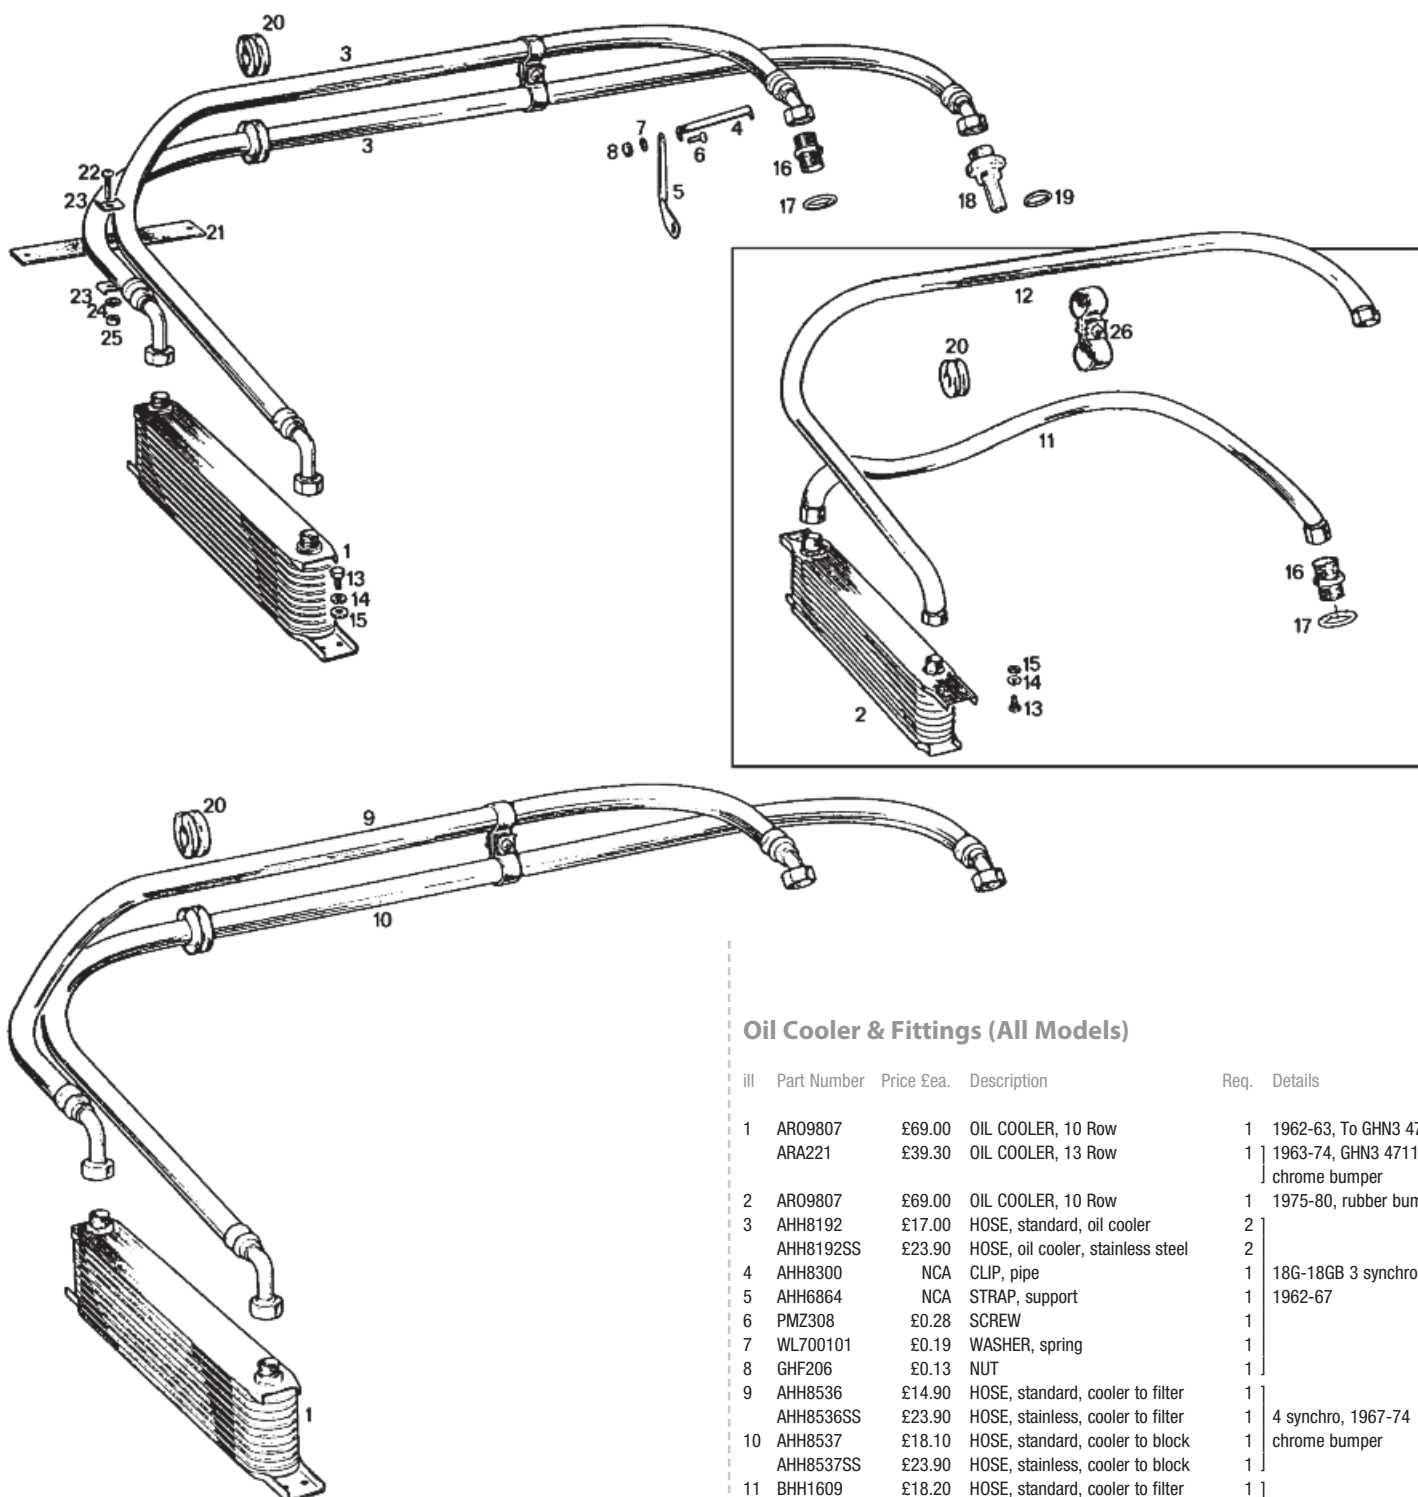 20
3
3
7
8
6
4
5
16
17
18
19
22
23
21
23
24
25
1
13
14
15
12
26
20
11
16
17
15
14
13
2
20
9
10
1
Oil Cooler & Fittings (All Models)
ill Part Number Price £ea. Description Req. Details
1 ARO9807 £69.00 OIL COOLER, 10 Row 1 1962-63, To GHN3
ARA221 £39.30 OIL COOLER, 13 Row 1 1963-74, GHN3 4711
chrome bumper
2 ARO9807 £69.00 OIL COOLER, 10 Row 1 1975-80, rubber
3 AHH8192 £17.00 HOSE, standard, oil cooler 2
AHH8192SS £23.90 HOSE, oil cooler, stainless steel 2
4 AHH8300 NCA CLIP, pipe 1 18G-18GB 3 synchro
5 AHH6864 NCA STRAP, support 1 1962-67
6 PMZ308 £0.28 SCREW 1
7 WL700101 £0.19 WASHER, spring 1
8 GHF206 £0.13 NUT 1
9 AHH8536 £14.90 HOSE, standard, cooler to filter 1
AHH8536SS £23.90 HOSE, stainless, cooler to filter 1 4 synchro, 1967-74
10 AHH8537 £18.10 HOSE, standard, cooler to block 1 chrome bumper
AHH8537SS £23.90 HOSE, stainless, cooler to block 1
11 BHH1609 £18.20 HOSE, standard, cooler to filter 1